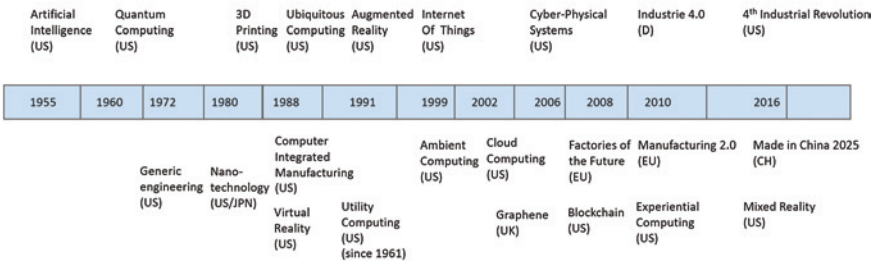 Artificial
Intelligence
(US)
Quantum
Computing
(US)
3D
Printing
(US)
Ubiquitous
Computing
(US)
Augmented
Reality
(US)
Internet
Of Things
(US)
Cyber-Physical
Systems
(US)
Industrie 4.0
(D)
4th Industrial Revolution
(US)
1955 1960 1972 1980 1988 1991 1999 2002 2006 2008 2010 2016
Generic
engineering
(US)
Nano-
technology
(US/JPN)
Computer
Integrated
Manufacturing
(US)
Ambient
Computing
(US)
Cloud
Computing
(US)
Factories of
the Future
(EU)
Manufacturing 2.0
(EU)
Made in China 2025
(CH)
Virtual
Reality
(US)
Utility
Computing
(US)
(since 1961)
Graphene
(UK)
Blockchain
(US)
Experiential
Computing
(US)
Mixed Reality
(US)